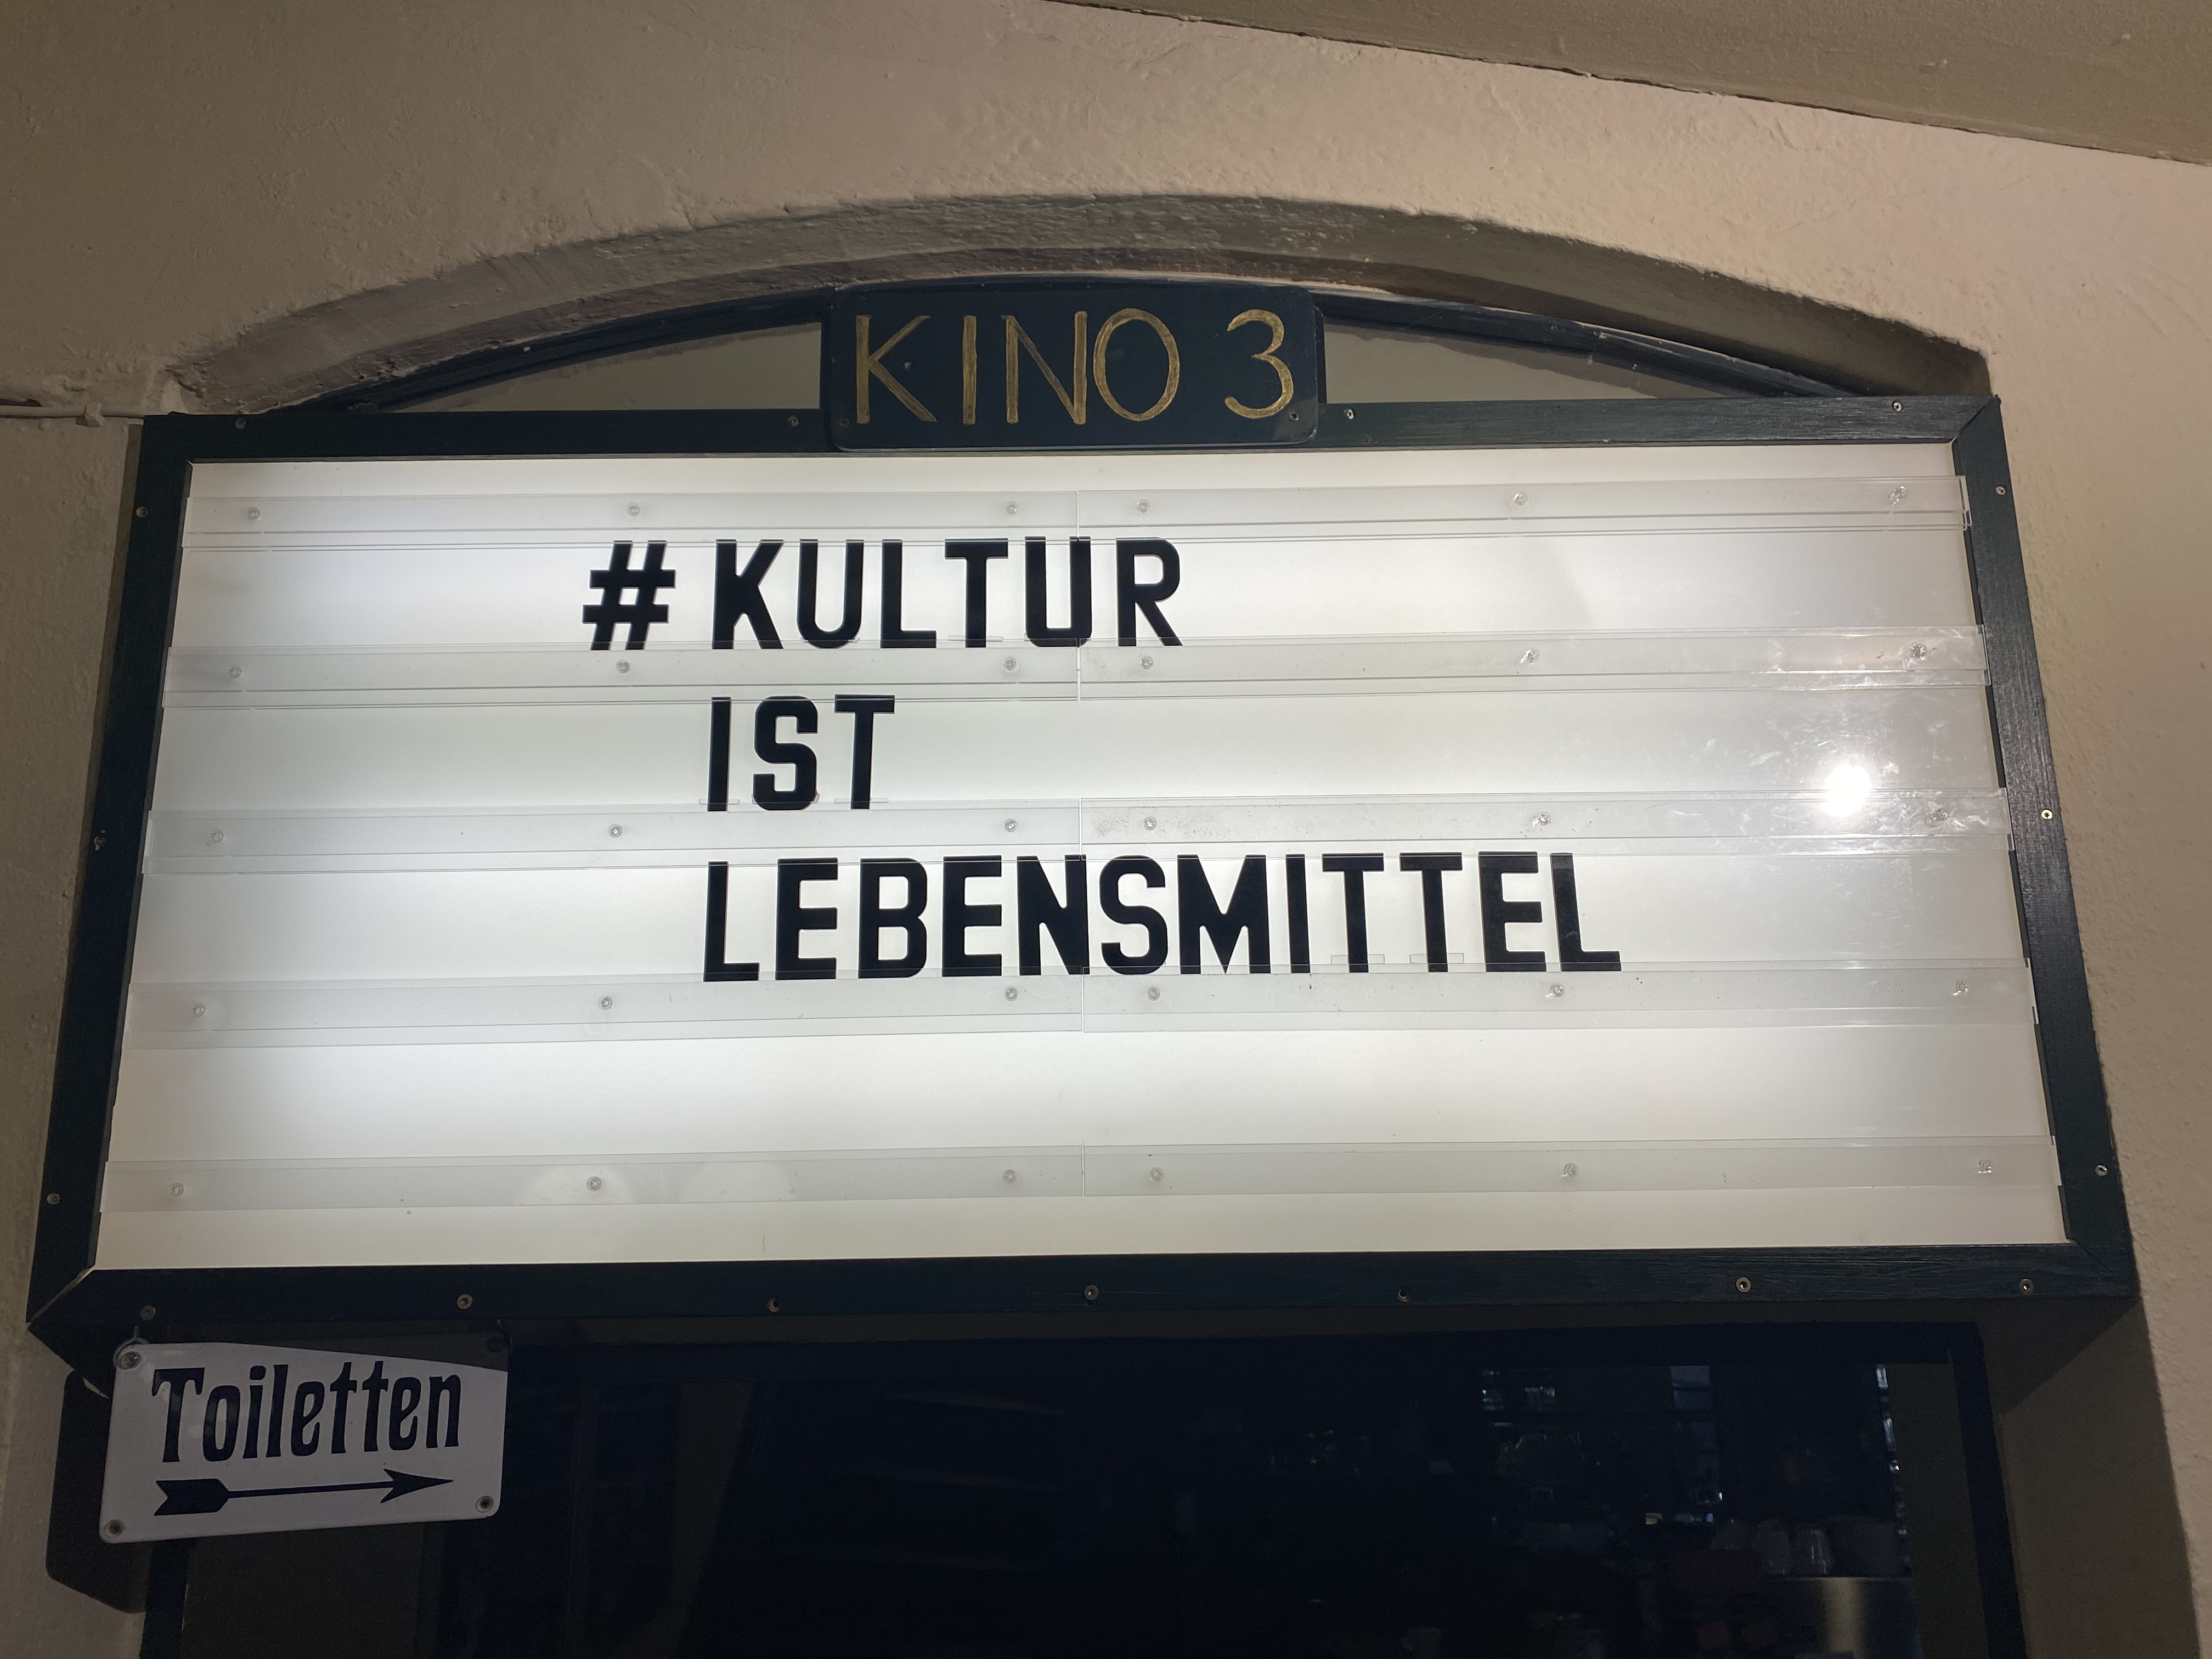 KINO 3
#KULTUR
IST
LEBENSMITTEL
Toiletten